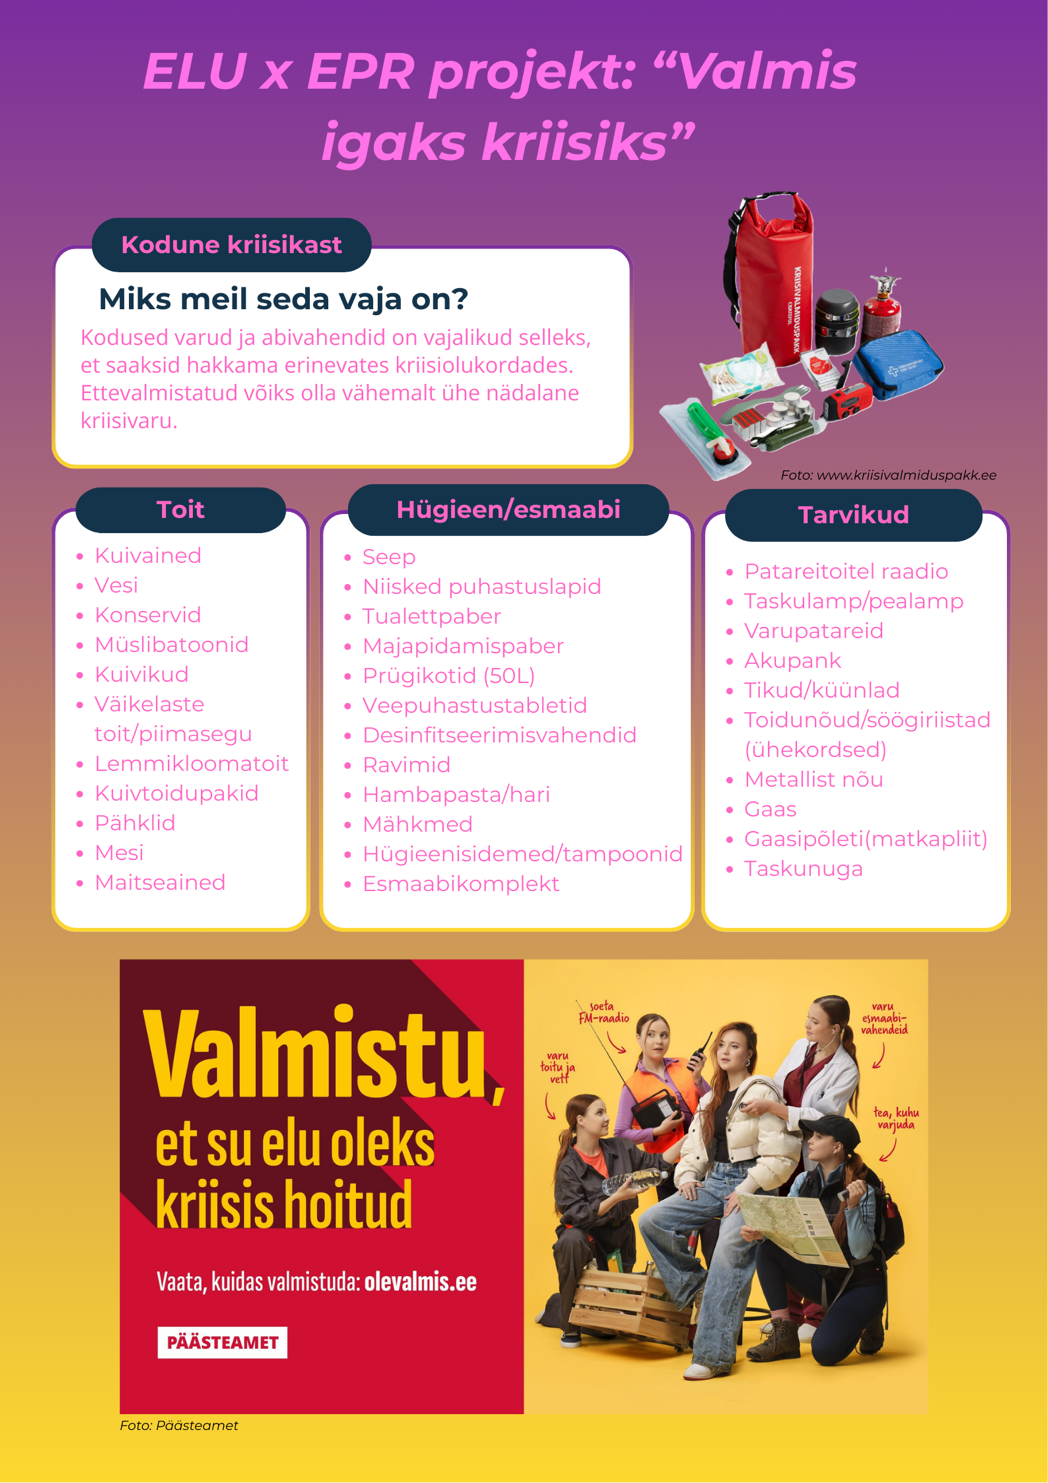 ELU x EPR projekt: “Valmis
igaks kriisiks”
Kodune kriisikast
Miks meil seda vaja on?
Kodused varud ja abivahendid on vajalikud selleks,
et saaksid hakkama erinevates kriisiolukordades.
Ettevalmistatud võiks olla vähemalt ühe nädalane
kriisivaru.
KRIISIVALMIDUSPAKK
Foto: www.kriisivalmiduspakk.ee
Toit
Kuivained
Vesi
Konservid
Müslibatoonid
Kuivikud
Väikelaste
toit/piimasegu
Lemmikloomatoit
Kuivtoidupakid
Pähklid
Mesi
Maitseained
Hügieen/esmaabi
Seep
Niisked puhastuslapid
Tualettpaber
Majapidamispaber
Prügikotid (50L)
Veepuhastustabletid
Desinfitseerimisvahendid
Ravimid
Hambapasta/hari
Mähkmed
Hügieenisidemed/tampoonid
Esmaabikomplekt
Tarvikud
Patareitoitel raadio
Taskulamp/pealamp
Varupatareid
Akupank
Tikud/küünlad
Toidunõud/söögiriistad
(ühekordsed)
Metallist nõu
Gaas
Gaasipõleti(matkapliit)
Taskunuga
Valmistu,
et su elu oleks
kriisis hoitud
Vaata, kuidas valmistuda: olevalmis.ee
PÄÄSTEAMET
soeta
FM-raadio
varu
toitu ja
vett
varu
esmaabi-
vahendeid
tea, kuhu
varjuda
Foto: Päästeamet